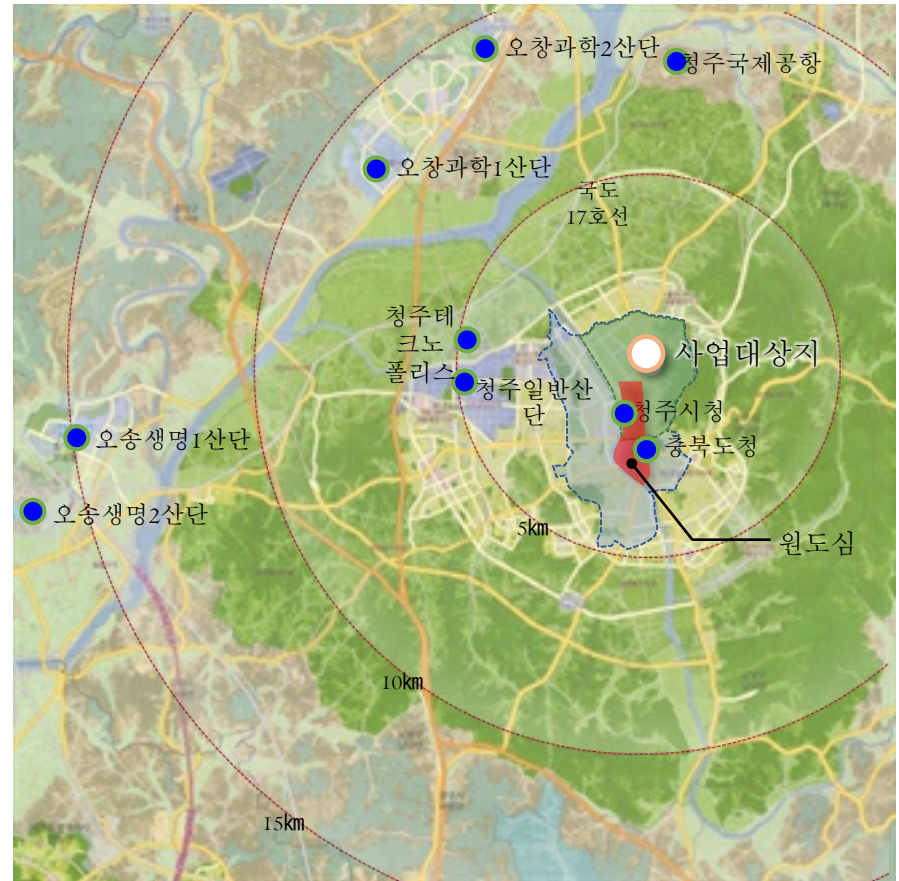 오창과학2산단
청주국제공항
오창과학1산단
국도
17호선
청주테
크노
폴리스
사업대상지
청주일반산
단
청주시청
오송생명1산단
충북도청
오송생명2산단
5km
원도심
10km
15km